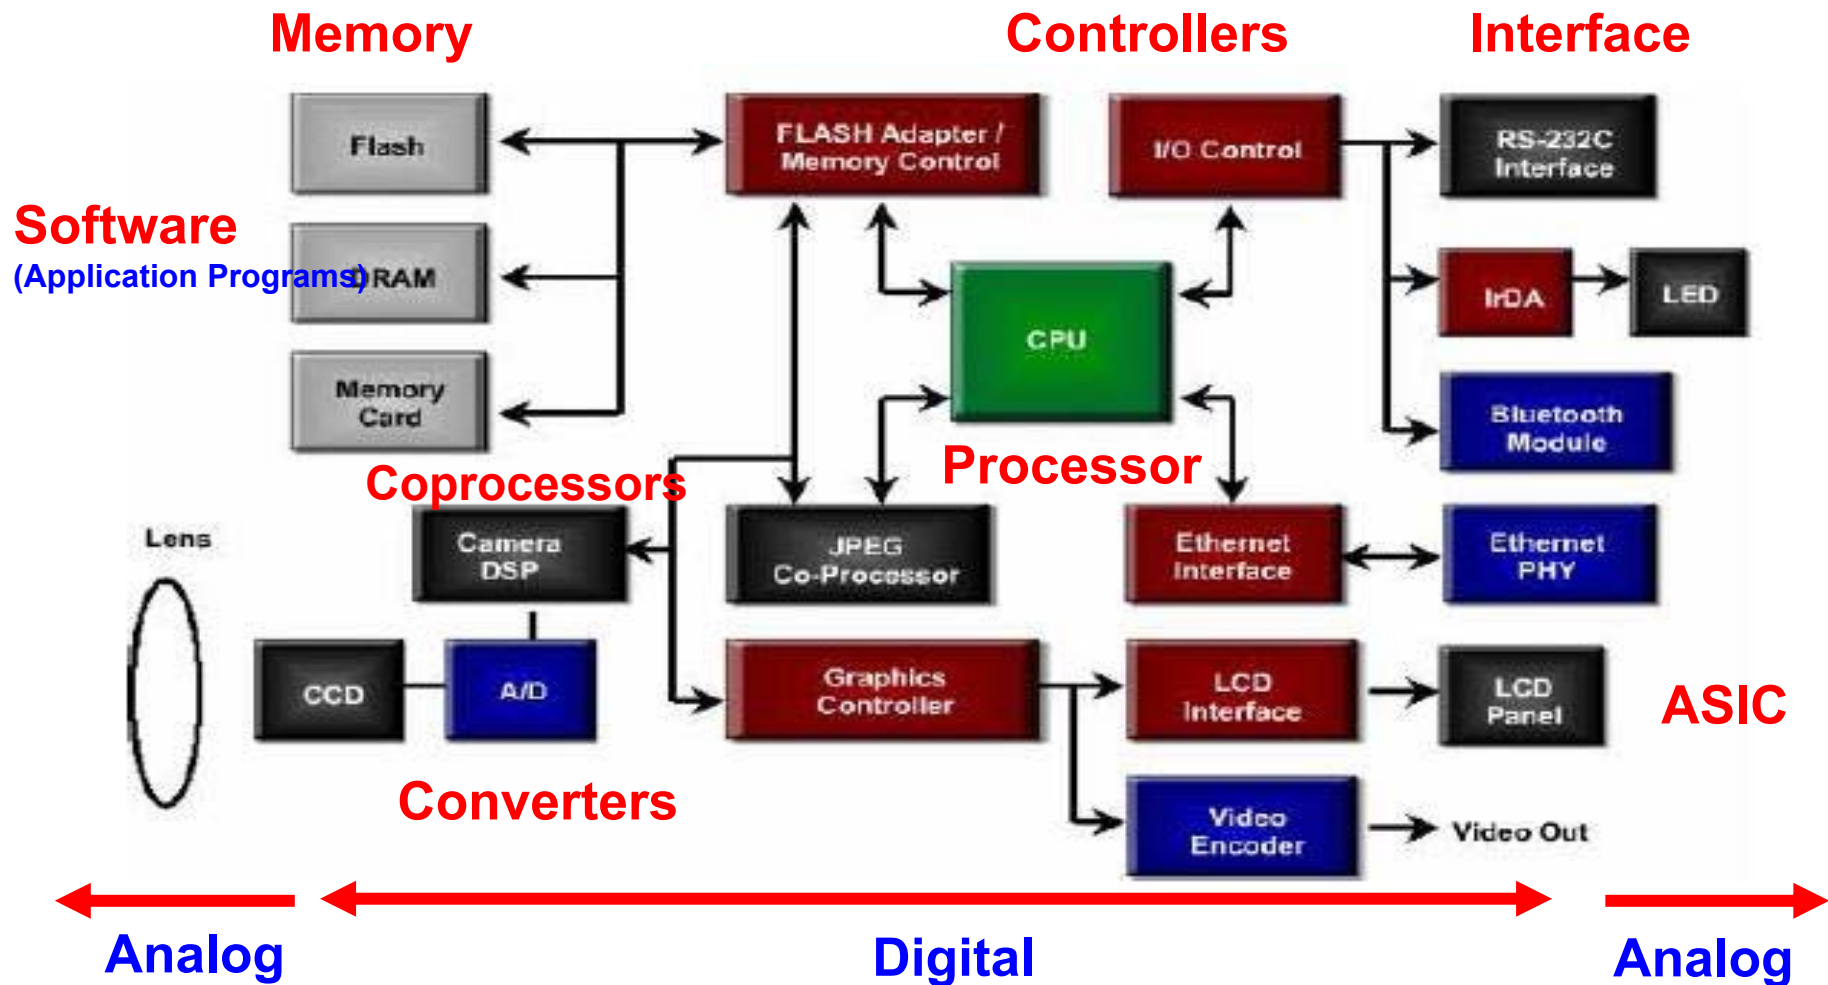 Memory
Controllers
Interface
Flash
FLASH Adapter /
Memory Control
I/O Control
RS-232C
Interface
Software
(Application Programs)
DRAM
IrDA
LED
CPU
Memory
Card
Bluetooth
Module
Processor
Coprocessors
Lens
Camera
DSP
JPEG
Co-Processor
Ethernet
Interface
Ethernet
PHY
CCD
A/D
Graphics
Controller
LCD
Interface
LCD
Panel
ASIC
Converters
Video
Encoder
Video Out
Analog
Digital
Analog